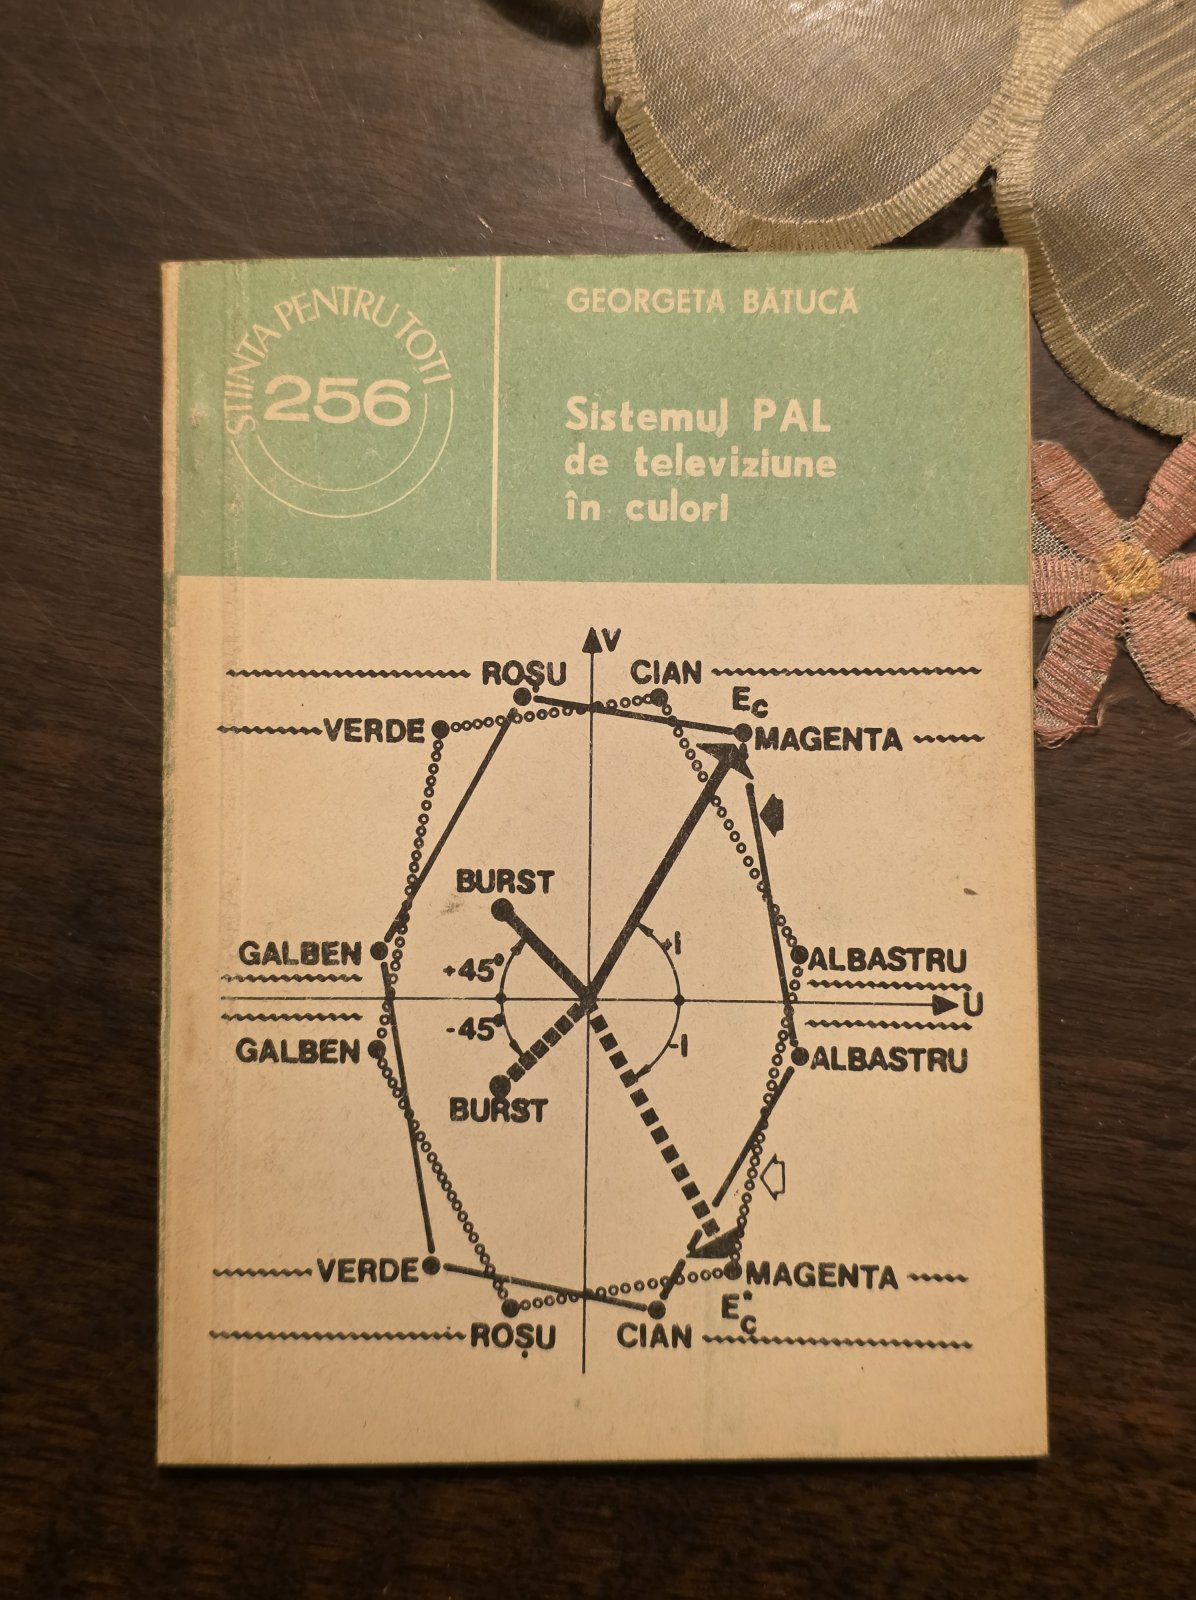 ȘTIINȚA PENTRU TOȚI
256
GEORGETA BĂTUCĂ
Sistemul PAL
de televiziune
în culori
V
ROȘU
CIAN
Ec
VERDE
MAGENTA
BURST
GALBEN
+45°
ALBASTRU
U
-45°
GALBEN
ALBASTRU
BURST
VERDE
MAGENTA
E*c
ROȘU
CIAN